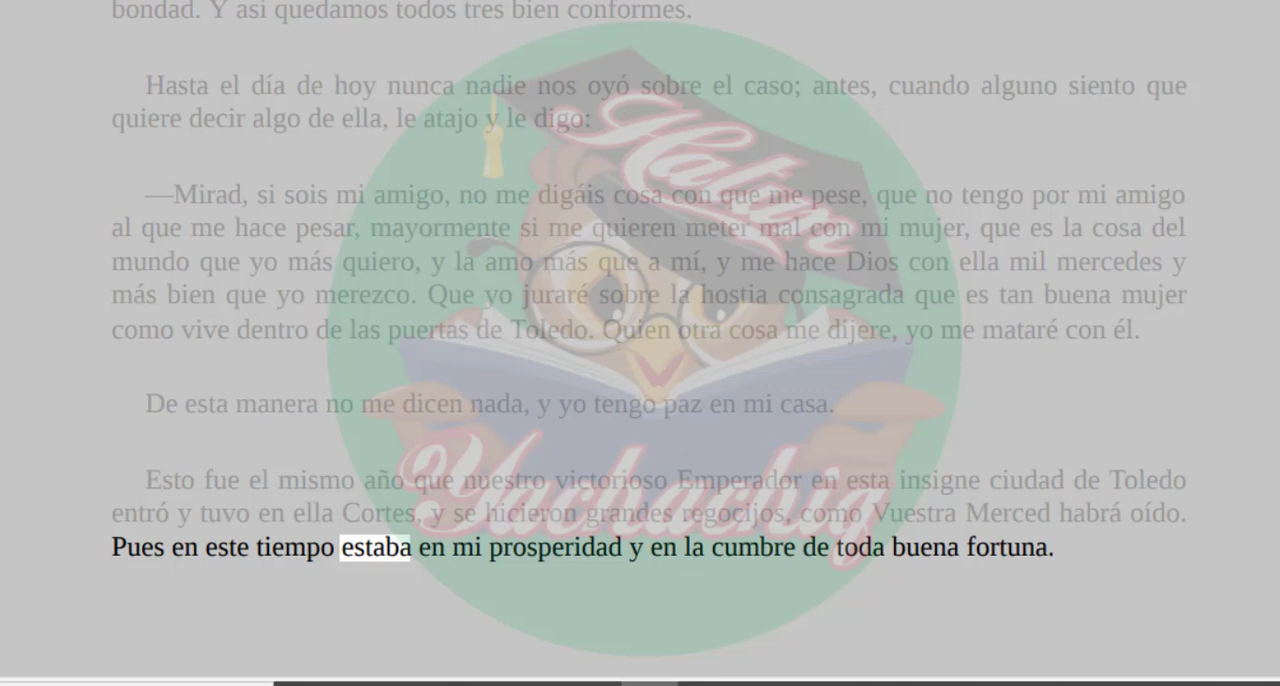 bondad. Y así quedamos todos tres bien conformes.
Hasta el día de hoy nunca nadie nos oyó sobre el caso; antes, cuando alguno siento que
quiere decir algo de ella, le atajo y le digo:
—Mirad, si sois mi amigo, no me digáis cosa con que me pese, que no tengo por mi amigo
al que me hace pesar, mayormente si me quieren meter mal con mi mujer, que es la cosa del
mundo que yo más quiero, y la amo más que a mí, y me hace Dios con ella mil mercedes y
más bien que yo merezco. Que yo juraré sobre la hostia consagrada que es tan buena mujer
como vive dentro de las puertas de Toledo. Quien otra cosa me dijere, yo me mataré con él.
De esta manera no me dicen nada, y yo tengo paz en mi casa.
Esto fue el mismo año que nuestro victorioso Emperador en esta insigne ciudad de Toledo
entró y tuvo en ella Cortes, y se hicieron grandes regocijos, como Vuestra Merced habrá oído.
Pues en este tiempo estaba en mi prosperidad y en la cumbre de toda buena fortuna.
Hatun
Yachachiq